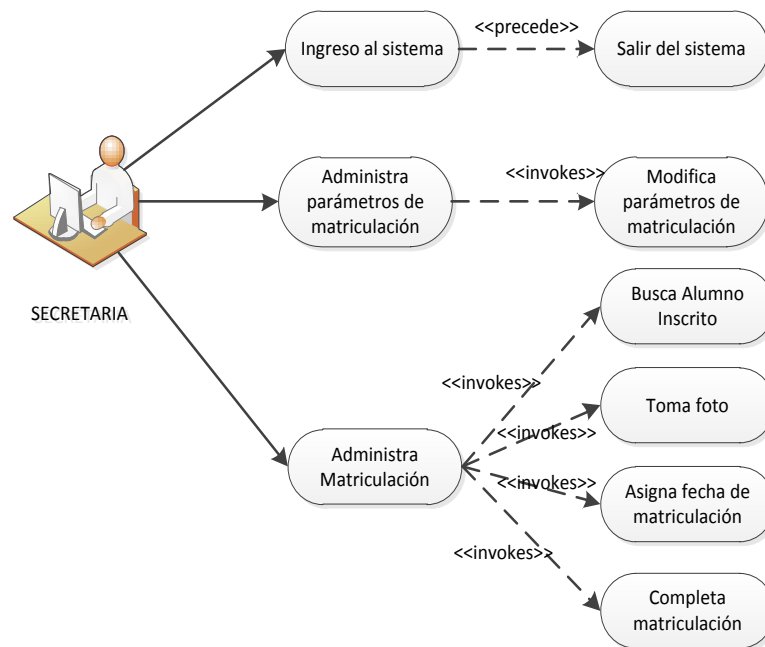 Ingreso al sistema
<<precede>>
Salir del sistema
Administra
parámetros de
matriculación
<<invokes>>
Modifica
parámetros de
matriculación
SECRETARIA
Busca Alumno
Inscrito
<<invokes>>
Toma foto
<<invokes>>
Administra
Matriculación
<<invokes>>
Asigna fecha de
matriculación
<<invokes>>
Completa
matriculación